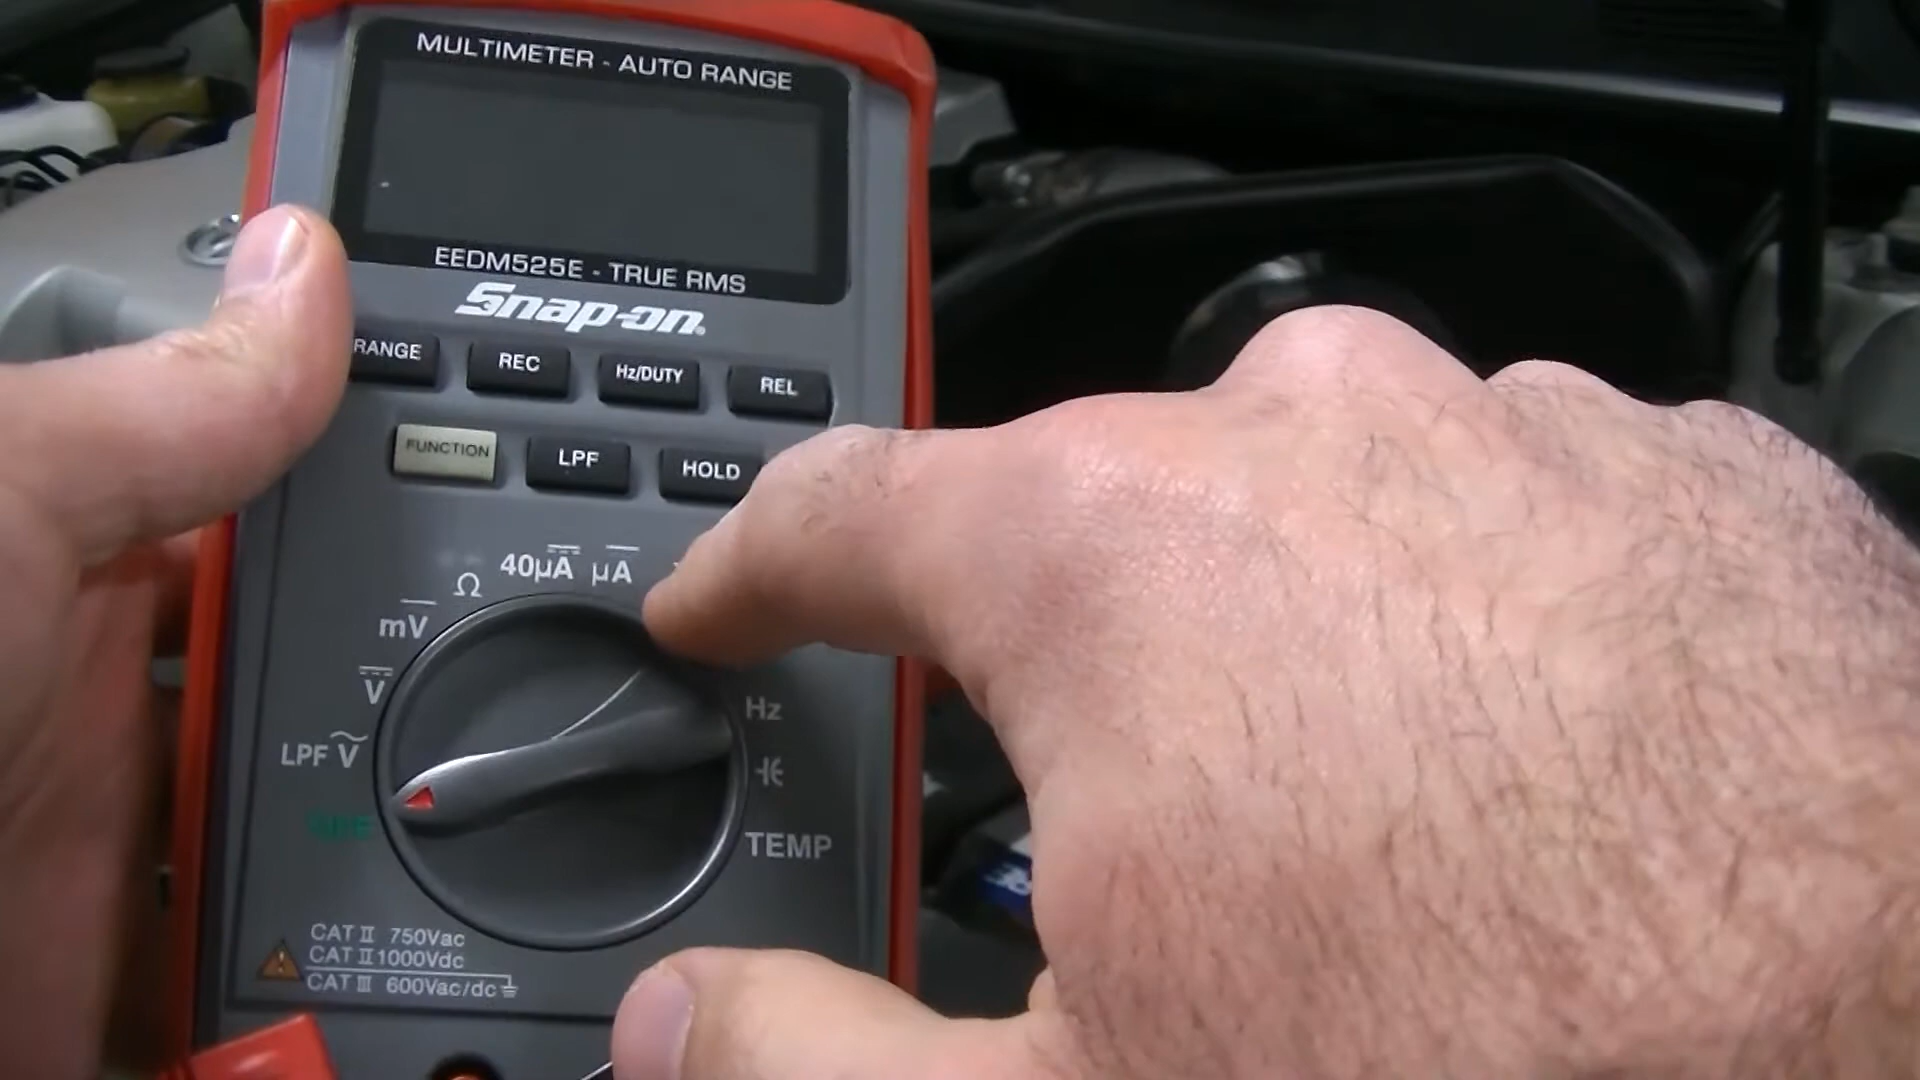 MULTIMETER - AUTO RANGE
EEDM525E - TRUE RMS
Snap-on
RANGE
REC
Hz/DUTY
REL
FUNCTION
LPF
HOLD
40µA
µA
Ω
mV
V
LPF V
Hz
TEMP
CAT II 750Vac
CAT II 1000Vdc
CAT III 600Vac/dc